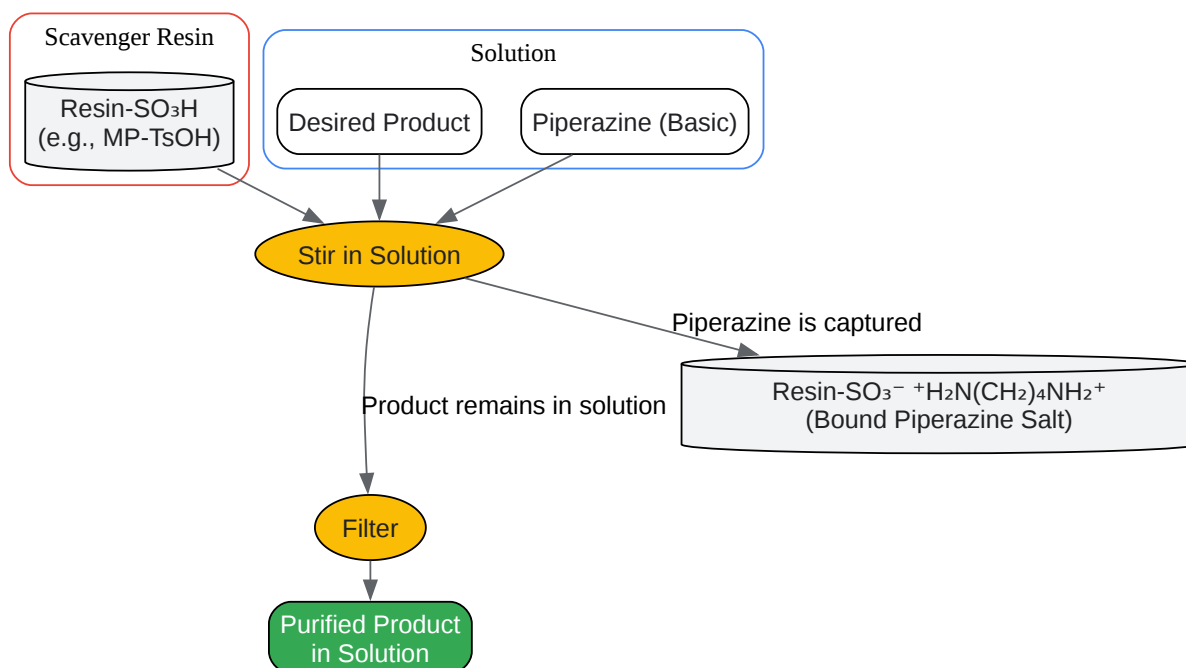 Scavenger Resin
Solution
Resin-SO₃H
(e.g., MP-TsOH)
Desired Product
Piperazine (Basic)
Stir in Solution
Piperazine is captured
Resin-SO₃⁻ ⁺H₂N(CH₂)₄NH₂⁺
(Bound Piperazine Salt)
Product remains in solution
Filter
Purified Product
in Solution